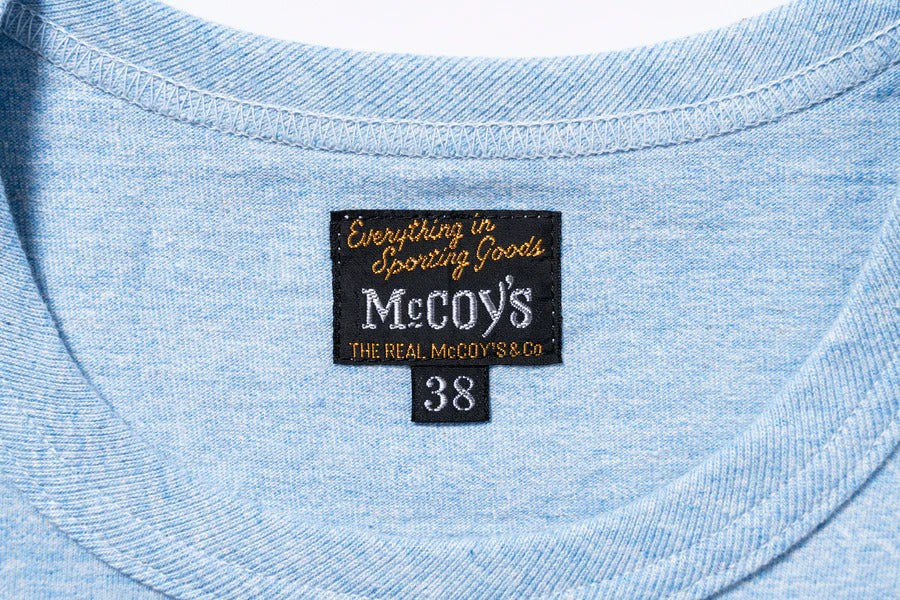 Everything in
Sporting Goods
McCOY'S
THE REAL McCOY'S & Co
38